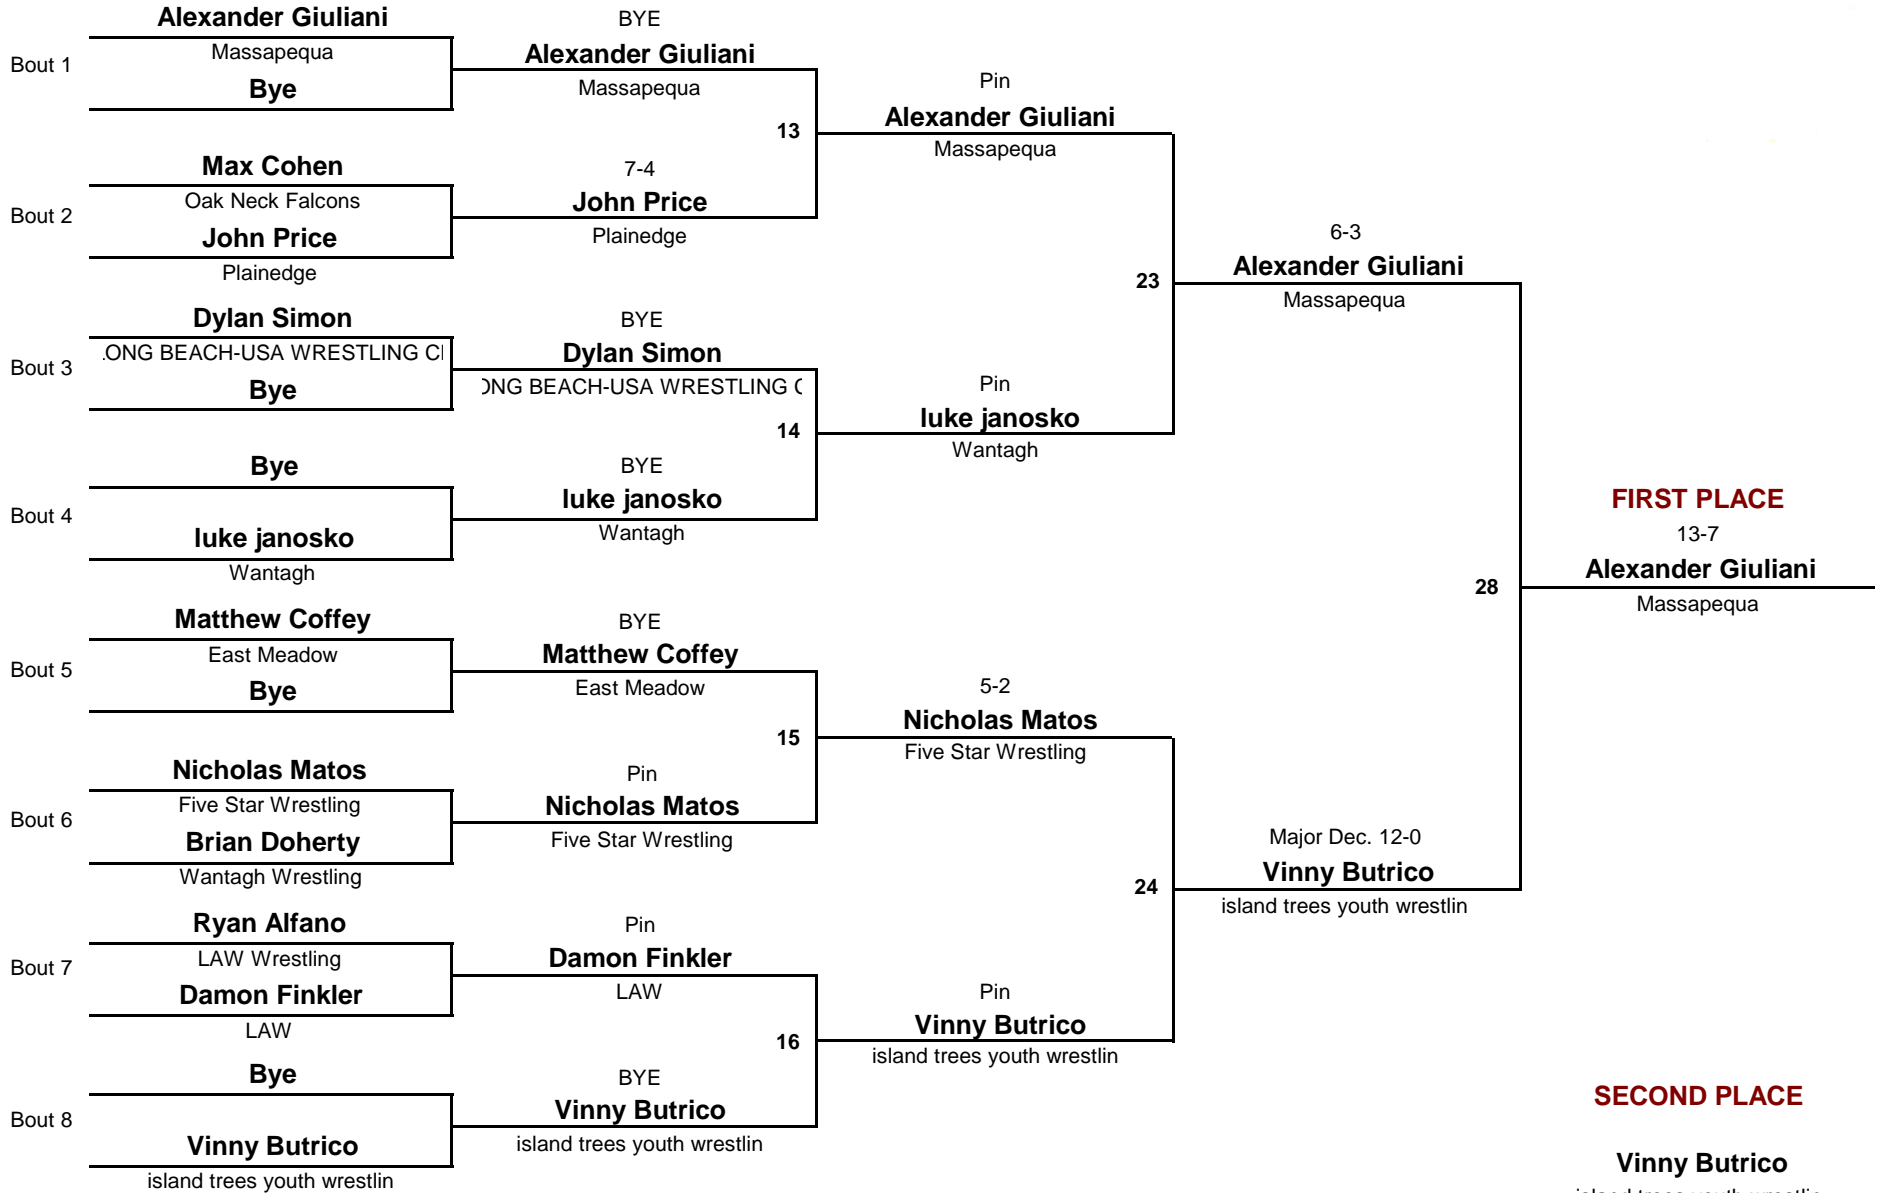 Alexander Giuliani
Bout 1
Massapequa
Bye
BYE
Alexander Giuliani
Massapequa
Max Cohen
Bout 2
Oak Neck Falcons
John Price
Plainedge
7-4
John Price
Plainedge
13
Pin
Alexander Giuliani
Massapequa
Dylan Simon
Bout 3
ONG BEACH-USA WRESTLING
Bye
BYE
Dylan Simon
ONG BEACH-USA WRESTLING
Bye
Bout 4
luke janosko
Wantagh
BYE
luke janosko
Wantagh
14
Pin
luke janosko
Wantagh
23
6-3
Alexander Giuliani
Massapequa
Matthew Coffey
Bout 5
East Meadow
Bye
BYE
Matthew Coffey
East Meadow
Nicholas Matos
Bout 6
Five Star Wrestling
Brian Doherty
Wantagh Wrestling
Pin
Nicholas Matos
Five Star Wrestling
15
5-2
Nicholas Matos
Five Star Wrestling
Ryan Alfano
Bout 7
LAW Wrestling
Damon Finkler
LAW
Pin
Damon Finkler
LAW
Bye
Bout 8
Vinny Butrico
island trees youth wrestlin
BYE
Vinny Butrico
island trees youth wrestlin
16
Pin
Vinny Butrico
island trees youth wrestlin
24
Major Dec. 12-0
Vinny Butrico
island trees youth wrestlin
28
FIRST PLACE
13-7
Alexander Giuliani
Massapequa
SECOND PLACE
Vinny Butrico
island trees youth wrestlin